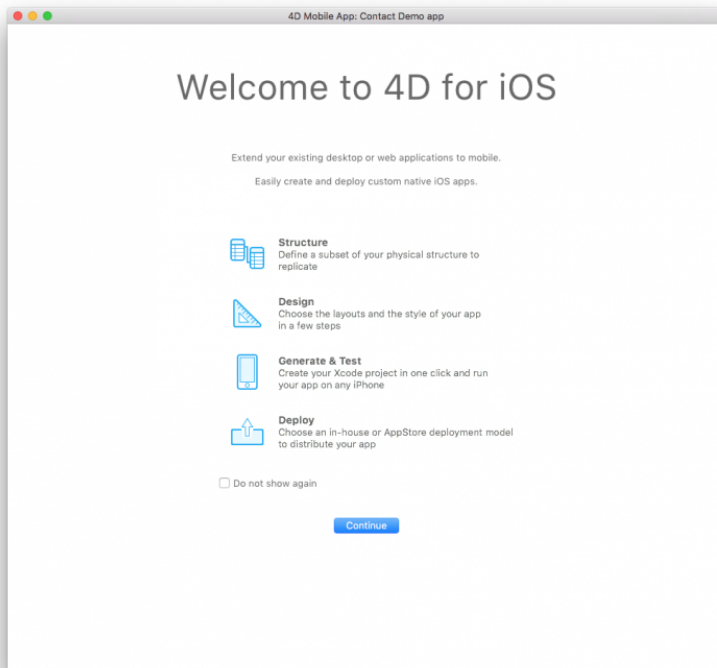 4D Mobile App: Contact Demo app
Welcome to 4D for iOS
Extend your existing desktop or web applications to mobile.
Easily create and deploy custom native iOS apps.
Structure
Define a subset of your physical structure to
replicate
Design
Choose the layouts and the style of your app
in a few steps
Generate & Test
Create your Xcode project in one click and run
your app on any iPhone
Deploy
Choose an in-house or AppStore deployment model
to distribute your app
Do not show again
Continue